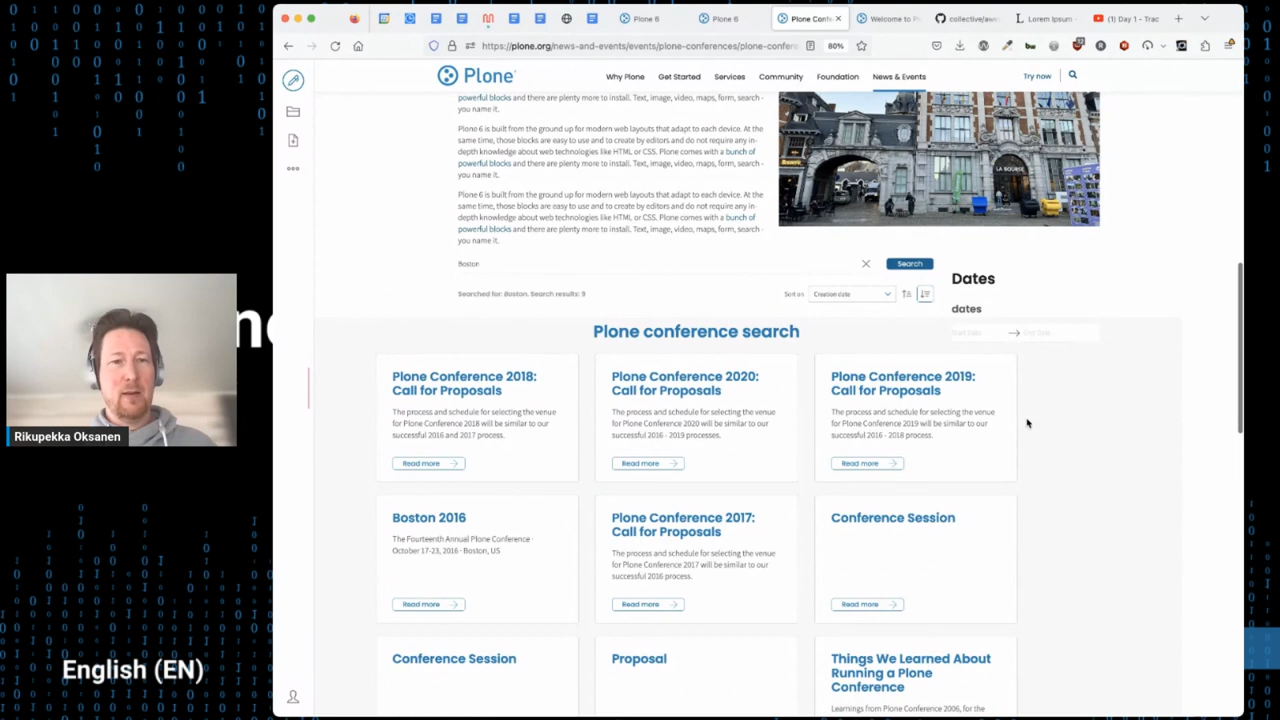 Plone 6
Plone 6
Plone Conf
Welcome to Pl
collective/awe
Lorem Ipsum -
(1) Day 1 - Trac
https://plone.org/news-and-events/events/plone-conferences/plone-conferenc
80%
Plone
Why Plone
Get Started
Services
Community
Foundation
News & Events
Try now
powerful blocks and there are plenty more to install. Text, image, video, maps, form, search -
you name it.
Plone 6 is built from the ground up for modern web layouts that adapt to each device. At the
same time, those blocks are easy to use and to create by editors and do not require any in-
depth knowledge about web technologies like HTML or CSS. Plone comes with a bunch of
powerful blocks and there are plenty more to install. Text, image, video, maps, form, search -
you name it.
Plone 6 is built from the ground up for modern web layouts that adapt to each device. At the
same time, those blocks are easy to use and to create by editors and do not require any in-
depth knowledge about web technologies like HTML or CSS. Plone comes with a bunch of
powerful blocks and there are plenty more to install. Text, image, video, maps, form, search -
you name it.
LA BOURSE
Boston
Search
Searched for: Boston. Search results: 9
Sort on
Creation date
Dates
dates
Start Date
End Date
Plone conference search
Plone Conference 2018:
Call for Proposals
The process and schedule for selecting the venue
for Plone Conference 2018 will be similar to our
successful 2016 and 2017 process.
Read more
Plone Conference 2020:
Call for Proposals
The process and schedule for selecting the venue
for Plone Conference 2020 will be similar to our
successful 2016 - 2019 processes.
Read more
Plone Conference 2019:
Call for Proposals
The process and schedule for selecting the venue
for Plone Conference 2019 will be similar to our
successful 2016 - 2018 process.
Read more
Boston 2016
The Fourteenth Annual Plone Conference ·
October 17-23, 2016 · Boston, US
Read more
Plone Conference 2017:
Call for Proposals
The process and schedule for selecting the venue
for Plone Conference 2017 will be similar to our
successful 2016 process.
Read more
Conference Session
Read more
Conference Session
Proposal
Things We Learned About
Running a Plone
Conference
Learnings from Plone Conference 2006, for the
Rikupekka Oksanen
English (EN)